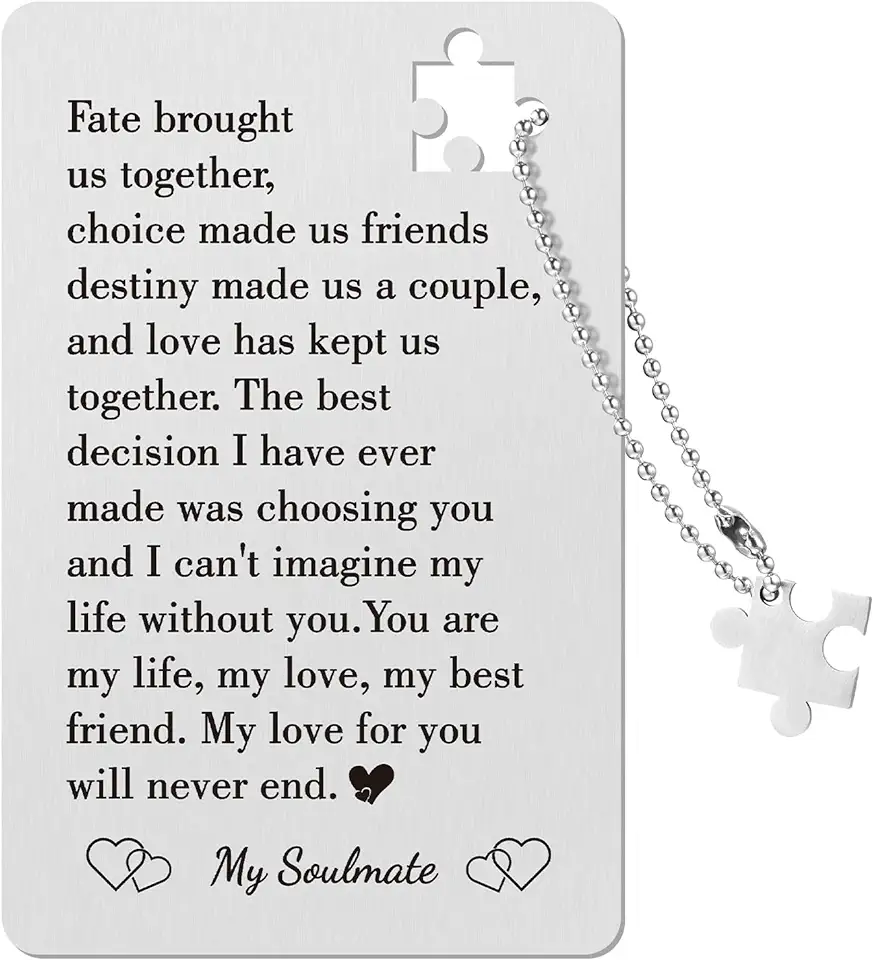 Fate brought
us together,
choice made us friends
destiny made us a couple,
and love has kept us
together. The best
decision I have ever
made was choosing you
and I can't imagine my
life without you.You are
my life, my love, my best
friend. My love for you
will never end.
My Soulmate